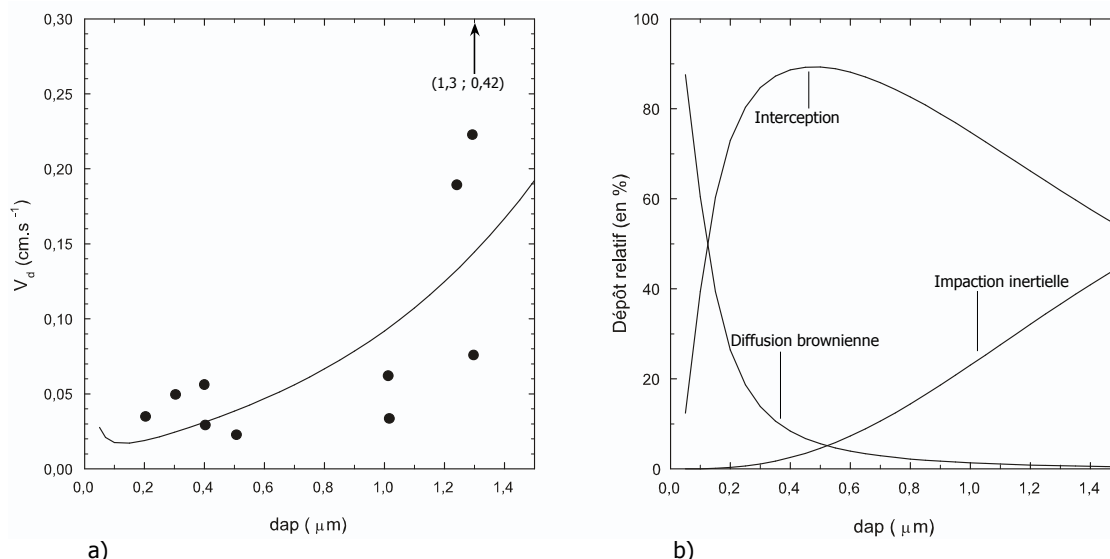 0,30
0,25
0,20
0,15
0,10
0,05
0,00
V d (cm.s -1)
(1,3 ; 0,42)
0,0 0,2 0,4 0,6 0,8 1,0 1,2 1,4
dap ( μm)
a)
100
80
60
40
20
0
Dépôt relatif (en %)
Interception
Impaction inertielle
Diffusion brownienne
0,0 0,2 0,4 0,6 0,8 1,0 1,2 1,4
dap ( μm)
b)